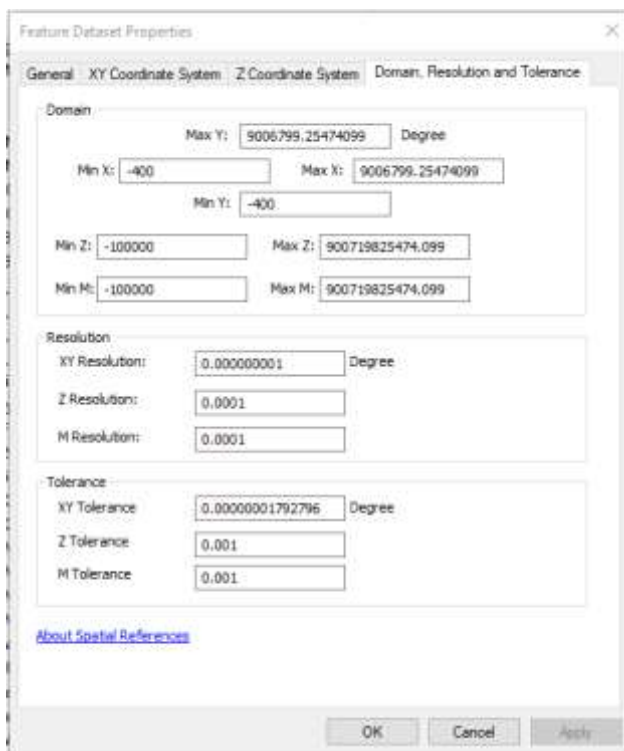 Feature Dataset Properties
General XY Coordinate System Z Coordinate System Domain, Resolution and Tolerance
Domain
Max Y: 9006799.25474099 Degree
Min X: -400 Max X: 9006799.25474099
Min Y: -400
Min Z: -100000 Max Z: 900719825474.099
Min M: -100000 Max M: 900719825474.099
Resolution
XY Resolution: 0.000000001 Degree
Z Resolution: 0.0001
M Resolution: 0.0001
Tolerance
XY Tolerance 0.00000001792796 Degree
Z Tolerance 0.001
M Tolerance 0.001
About Spatial References
OK Cancel Apply